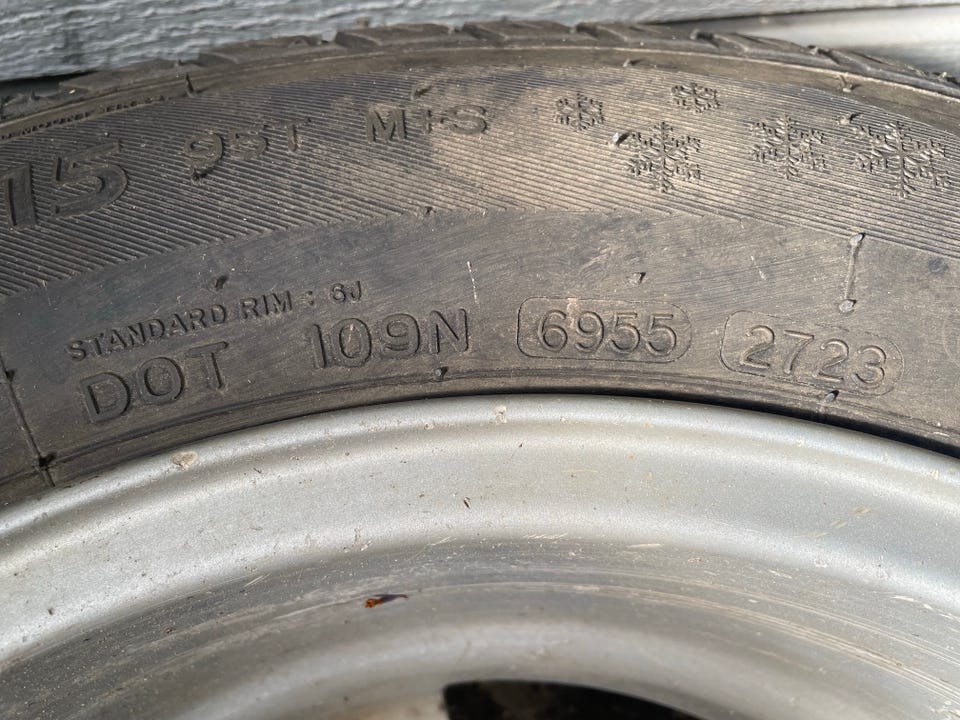 15 95T M+S
STANDARD RIM : 6J
DOT 109N 6955 2723